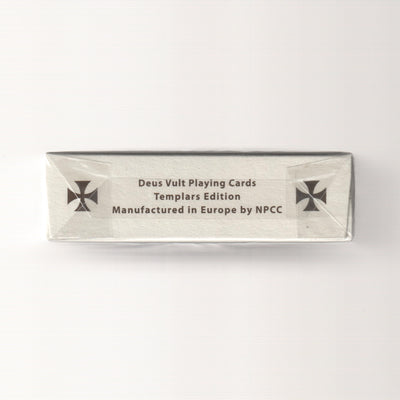 Deus Vult Playing Cards
Templars Edition
Manufactured in Europe by NPCC